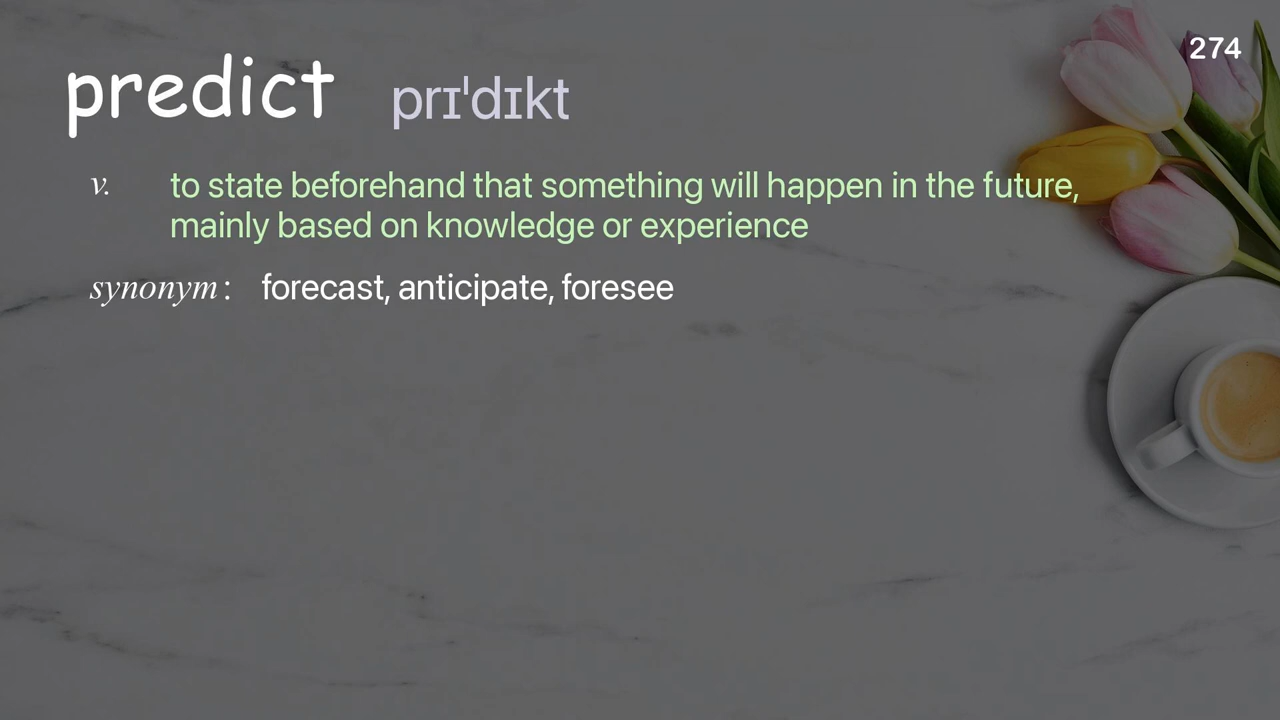 274
predict prɪˈdɪkt
v. to state beforehand that something will happen in the future,
mainly based on knowledge or experience
synonym: forecast, anticipate, foresee